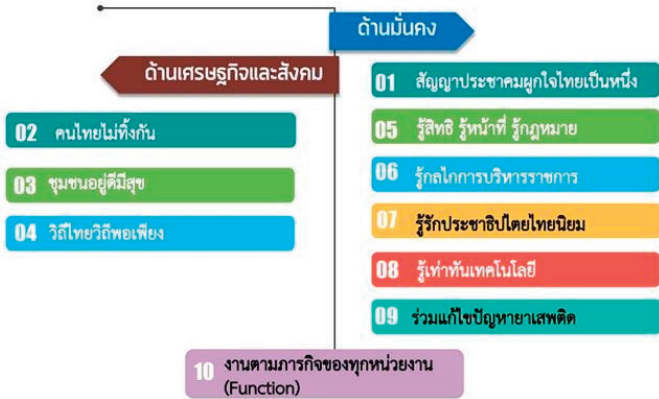 ด้านมั่นคง
ด้านเศรษฐกิจและสังคม
01 สัญญาประชาคมผูกใจไทยเป็นหนึ่ง
02 คนไทยไม่ทิ้งกัน
05 รู้สิทธิ รู้หน้าที่ รู้กฎหมาย
03 ชุมชนอยู่ดีมีสุข
06 รู้กลไกการบริหารราชการ
04 วิถีไทยวิถีพอเพียง
07 รู้รักประชาธิปไตยไทยนิยม
08 รู้เท่าทันเทคโนโลยี
09 ร่วมแก้ไขปัญหายาเสพติด
10 งานตามภารกิจของทุกหน่วยงาน
(Function)